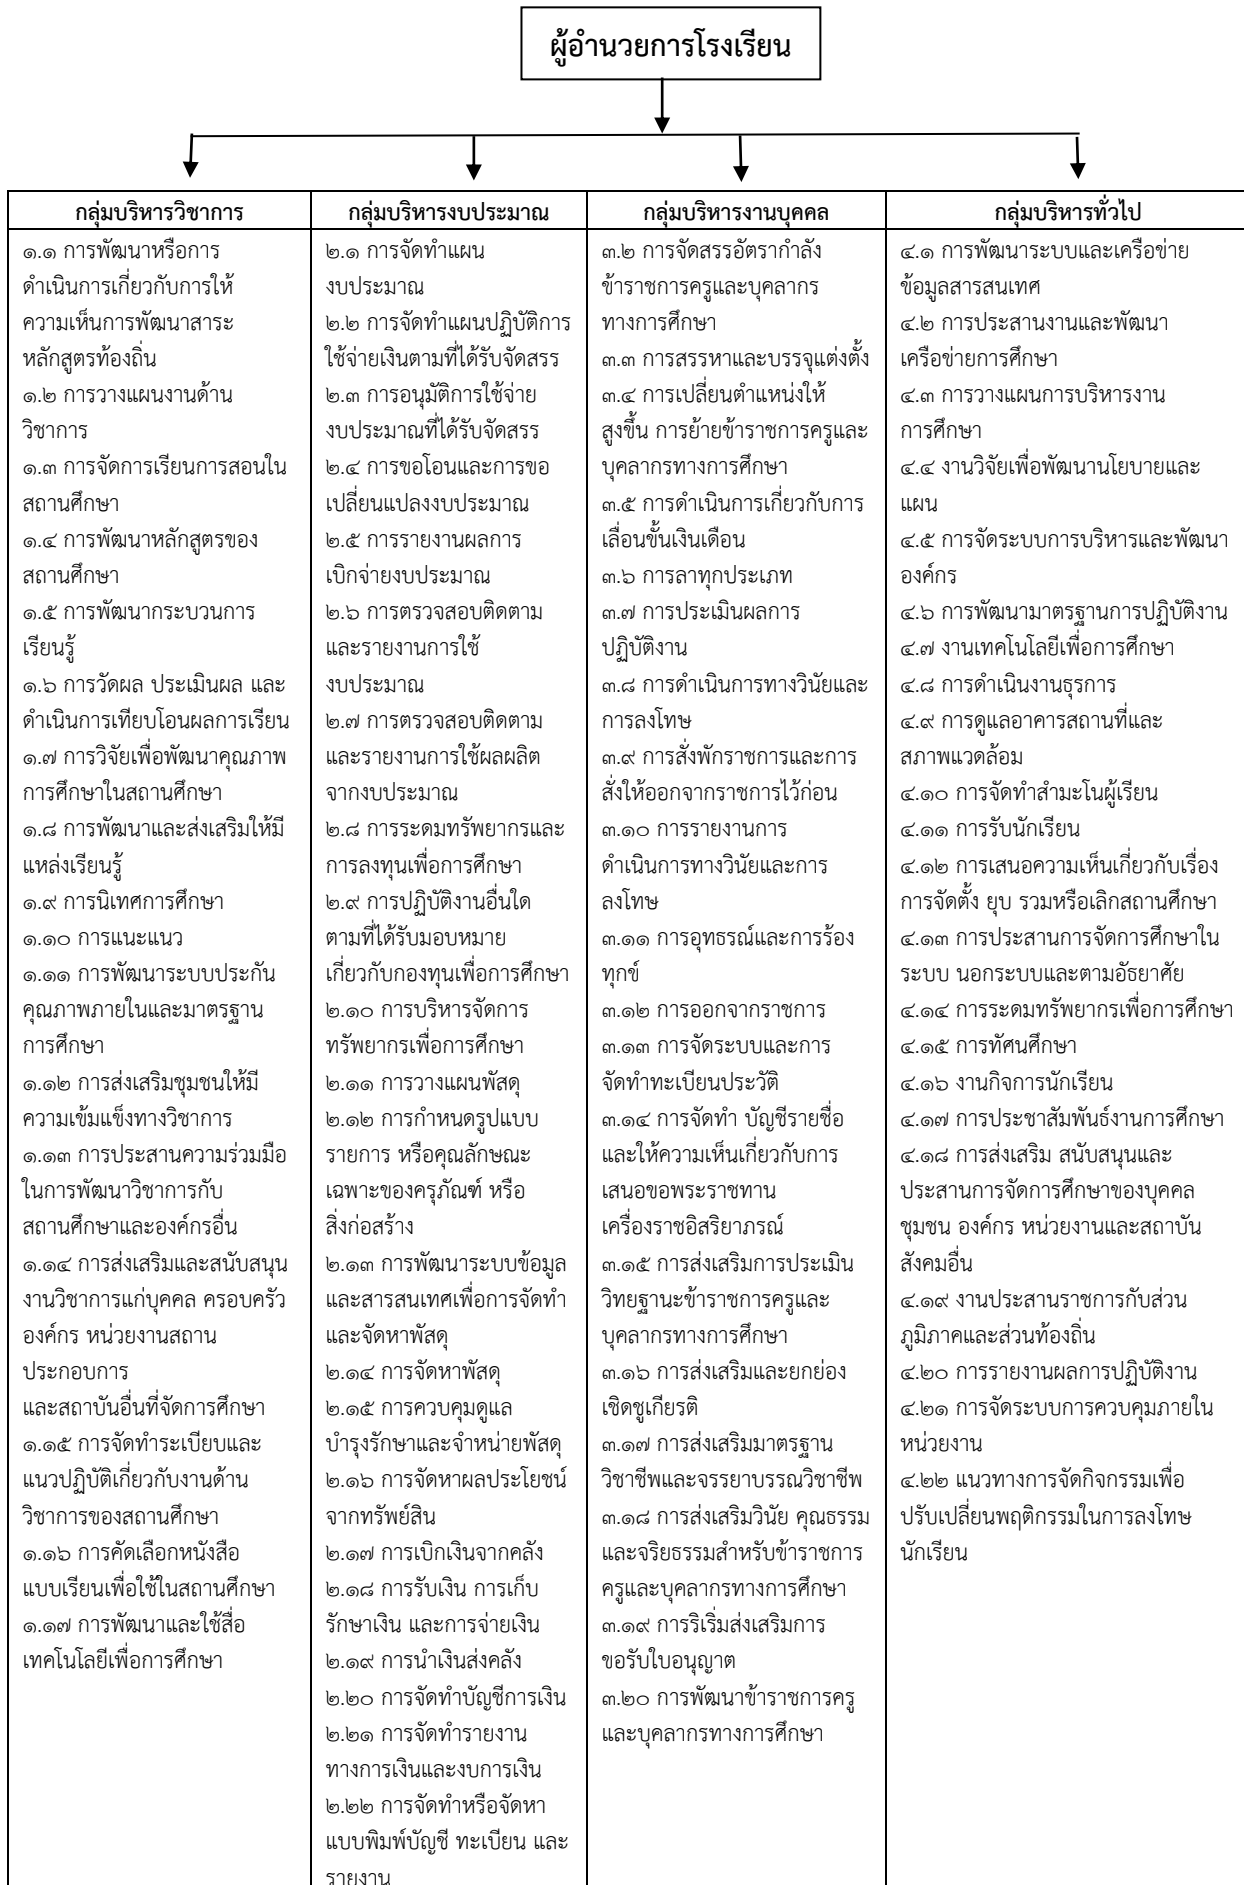 ผู้อำนวยการโรงเรียน
กลุ่มบริหารวิชาการ
๑.๑ การพัฒนาหรือการ
ดำเนินการเกี่ยวกับการให้
ความเห็นการพัฒนาสาระ
หลักสูตรท้องถิ่น
๑.๒ การวางแผนงานด้าน
วิชาการ
๑.๓ การจัดการเรียนการสอนใน
สถานศึกษา
๑.๔ การพัฒนาหลักสูตรของ
สถานศึกษา
๑.๕ การพัฒนากระบวนการ
เรียนรู้
๑.๖ การวัดผล ประเมินผล และ
ดำเนินการเทียบโอนผลการเรียน
๑.๗ การวิจัยเพื่อพัฒนาคุณภาพ
การศึกษาในสถานศึกษา
๑.๘ การพัฒนาและส่งเสริมให้มี
แหล่งเรียนรู้
๑.๙ การนิเทศการศึกษา
๑.๑๐ การแนะแนว
๑.๑๑ การพัฒนาระบบประกัน
คุณภาพภายในและมาตรฐาน
การศึกษา
๑.๑๒ การส่งเสริมชุมชนให้มี
ความเข้มแข็งทางวิชาการ
๑.๑๓ การประสานความร่วมมือ
ในการพัฒนาวิชาการกับ
สถานศึกษาและองค์กรอื่น
๑.๑๔ การส่งเสริมและสนับสนุน
งานวิชาการแก่บุคคล ครอบครัว
องค์กร หน่วยงานสถาน
ประกอบการ
และสถาบันอื่นที่จัดการศึกษา
๑.๑๕ การจัดทำระเบียบและ
แนวปฏิบัติเกี่ยวกับงานด้าน
วิชาการของสถานศึกษา
๑.๑๖ การคัดเลือกหนังสือ
แบบเรียนเพื่อใช้ในสถานศึกษา
๑.๑๗ การพัฒนาและใช้สื่อ
เทคโนโลยีเพื่อการศึกษา
กลุ่มบริหารงบประมาณ
๒.๑ การจัดทำแผน
งบประมาณ
๒.๒ การจัดทำแผนปฏิบัติการ
ใช้จ่ายเงินตามที่ได้รับจัดสรร
๒.๓ การอนุมัติการใช้จ่าย
งบประมาณที่ได้รับจัดสรร
๒.๔ การขอโอนและการขอ
เปลี่ยนแปลงงบประมาณ
๒.๕ การรายงานผลการ
เบิกจ่ายงบประมาณ
๒.๖ การตรวจสอบติดตาม
และรายงานการใช้
งบประมาณ
๒.๗ การตรวจสอบติดตาม
และรายงานการใช้ผลผลิต
จากงบประมาณ
๒.๘ การระดมทรัพยากรและ
การลงทุนเพื่อการศึกษา
๒.๙ การปฏิบัติงานอื่นใด
ตามที่ได้รับมอบหมาย
เกี่ยวกับกองทุนเพื่อการศึกษา
๒.๑๐ การบริหารจัดการ
ทรัพยากรเพื่อการศึกษา
๒.๑๑ การวางแผนพัสดุ
๒.๑๒ การกำหนดรูปแบบ
รายการ หรือคุณลักษณะ
เฉพาะของครุภัณฑ์ หรือ
สิ่งก่อสร้าง
๒.๑๓ การพัฒนาระบบข้อมูล
และสารสนเทศเพื่อการจัดทำ
และจัดหาพัสดุ
๒.๑๔ การจัดหาพัสดุ
๒.๑๕ การควบคุมดูแล
บำรุงรักษาและจำหน่ายพัสดุ
๒.๑๖ การจัดหาผลประโยชน์
จากทรัพย์สิน
๒.๑๗ การเบิกเงินจากคลัง
๒.๑๘ การรับเงิน การเก็บ
รักษาเงิน และการจ่ายเงิน
๒.๑๙ การนำเงินส่งคลัง
๒.๒๐ การจัดทำบัญชีการเงิน
๒.๒๑ การจัดทำรายงาน
ทางการเงินและงบการเงิน
๒.๒๒ การจัดทำหรือจัดหา
แบบพิมพ์บัญชี ทะเบียน และ
รายงาน
กลุ่มบริหารงานบุคคล
๓.๒ การจัดสรรอัตรากำลัง
ข้าราชการครูและบุคลากร
ทางการศึกษา
๓.๓ การสรรหาและบรรจุแต่งตั้ง
๓.๔ การเปลี่ยนตำแหน่งให้
สูงขึ้น การย้ายข้าราชการครูและ
บุคลากรทางการศึกษา
๓.๕ การดำเนินการเกี่ยวกับการ
เลื่อนขั้นเงินเดือน
๓.๖ การลาทุกประเภท
๓.๗ การประเมินผลการ
ปฏิบัติงาน
๓.๘ การดำเนินการทางวินัยและ
การลงโทษ
๓.๙ การสั่งพักราชการและการ
สั่งให้ออกจากราชการไว้ก่อน
๓.๑๐ การรายงานการ
ดำเนินการทางวินัยและการ
ลงโทษ
๓.๑๑ การอุทธรณ์และการร้อง
ทุกข์
๓.๑๒ การออกจากราชการ
๓.๑๓ การจัดระบบและการ
จัดทำทะเบียนประวัติ
๓.๑๔ การจัดทำ บัญชีรายชื่อ
และให้ความเห็นเกี่ยวกับการ
เสนอขอพระราชทาน
เครื่องราชอิสริยาภรณ์
๓.๑๕ การส่งเสริมการประเมิน
วิทยฐานะข้าราชการครูและ
บุคลากรทางการศึกษา
๓.๑๖ การส่งเสริมและยกย่อง
เชิดชูเกียรติ
๓.๑๗ การส่งเสริมมาตรฐาน
วิชาชีพและจรรยาบรรณวิชาชีพ
๓.๑๘ การส่งเสริมวินัย คุณธรรม
และจริยธรรมสำหรับข้าราชการ
ครูและบุคลากรทางการศึกษา
๓.๑๙ การริเริ่มส่งเสริมการ
ขอรับใบอนุญาต
๓.๒๐ การพัฒนาข้าราชการครู
และบุคลากรทางการศึกษา
กลุ่มบริหารทั่วไป
๔.๑ การพัฒนาระบบและเครือข่าย
ข้อมูลสารสนเทศ
๔.๒ การประสานงานและพัฒนา
เครือข่ายการศึกษา
๔.๓ การวางแผนการบริหารงาน
การศึกษา
๔.๔ งานวิจัยเพื่อพัฒนานโยบายและ
แผน
๔.๕ การจัดระบบการบริหารและพัฒนา
องค์กร
๔.๖ การพัฒนามาตรฐานการปฏิบัติงาน
๔.๗ งานเทคโนโลยีเพื่อการศึกษา
๔.๘ การดำเนินงานธุรการ
๔.๙ การดูแลอาคารสถานที่และ
สภาพแวดล้อม
๔.๑๐ การจัดทำสำมะโนผู้เรียน
๔.๑๑ การรับนักเรียน
๔.๑๒ การเสนอความเห็นเกี่ยวกับเรื่อง
การจัดตั้ง ยุบ รวมหรือเลิกสถานศึกษา
๔.๑๓ การประสานการจัดการศึกษาใน
ระบบ นอกระบบและตามอัธยาศัย
๔.๑๔ การระดมทรัพยากรเพื่อการศึกษา
๔.๑๕ การทัศนศึกษา
๔.๑๖ งานกิจการนักเรียน
๔.๑๗ การประชาสัมพันธ์งานการศึกษา
๔.๑๘ การส่งเสริม สนับสนุนและ
ประสานการจัดการศึกษาของบุคคล
ชุมชน องค์กร หน่วยงานและสถาบัน
สังคมอื่น
๔.๑๙ งานประสานราชการกับส่วน
ภูมิภาคและส่วนท้องถิ่น
๔.๒๐ การรายงานผลการปฏิบัติงาน
๔.๒๑ การจัดระบบการควบคุมภายใน
หน่วยงาน
๔.๒๒ แนวทางการจัดกิจกรรมเพื่อ
ปรับเปลี่ยนพฤติกรรมในการลงโทษ
นักเรียน